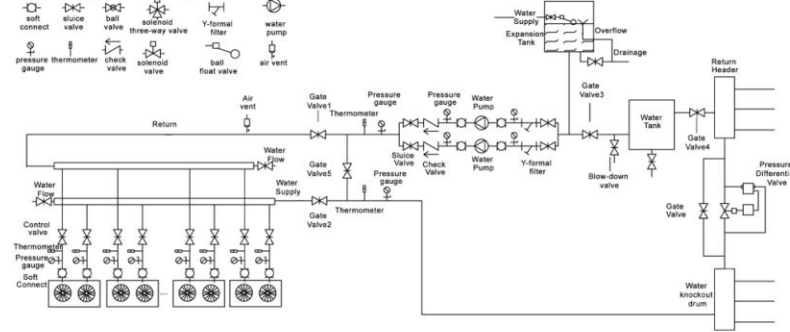 soft
connect
sluice
valve
ball
valve
solenoid
three-way valve
Y-formal
filter
water
pump
pressure
gauge
thermometer
check
valve
solenoid
valve
ball
float valve
air vent
Water
Supply
Expansion
Tank
Overflow
Drainage
Return
Header
Air
vent
Return
Gate
Valve1
Thermometer
Pressure
gauge
Pressure
gauge
Water
Pump
Gate
Valve3
Water
Tank
Gate
Valve4
Water
Flow
Gate
Valve5
Sluice
Valve
Check
Valve
Water
Pump
Y-formal
filter
Blow-down
valve
Pressure
Differenti
Valve
Water
Flow
Water
Supply
Pressure
gauge
Thermometer
Gate
Valve2
Gate
Valve
Control
valve
Thermometer
Pressure
gauge
Soft
Connect
Water
knockout
drum